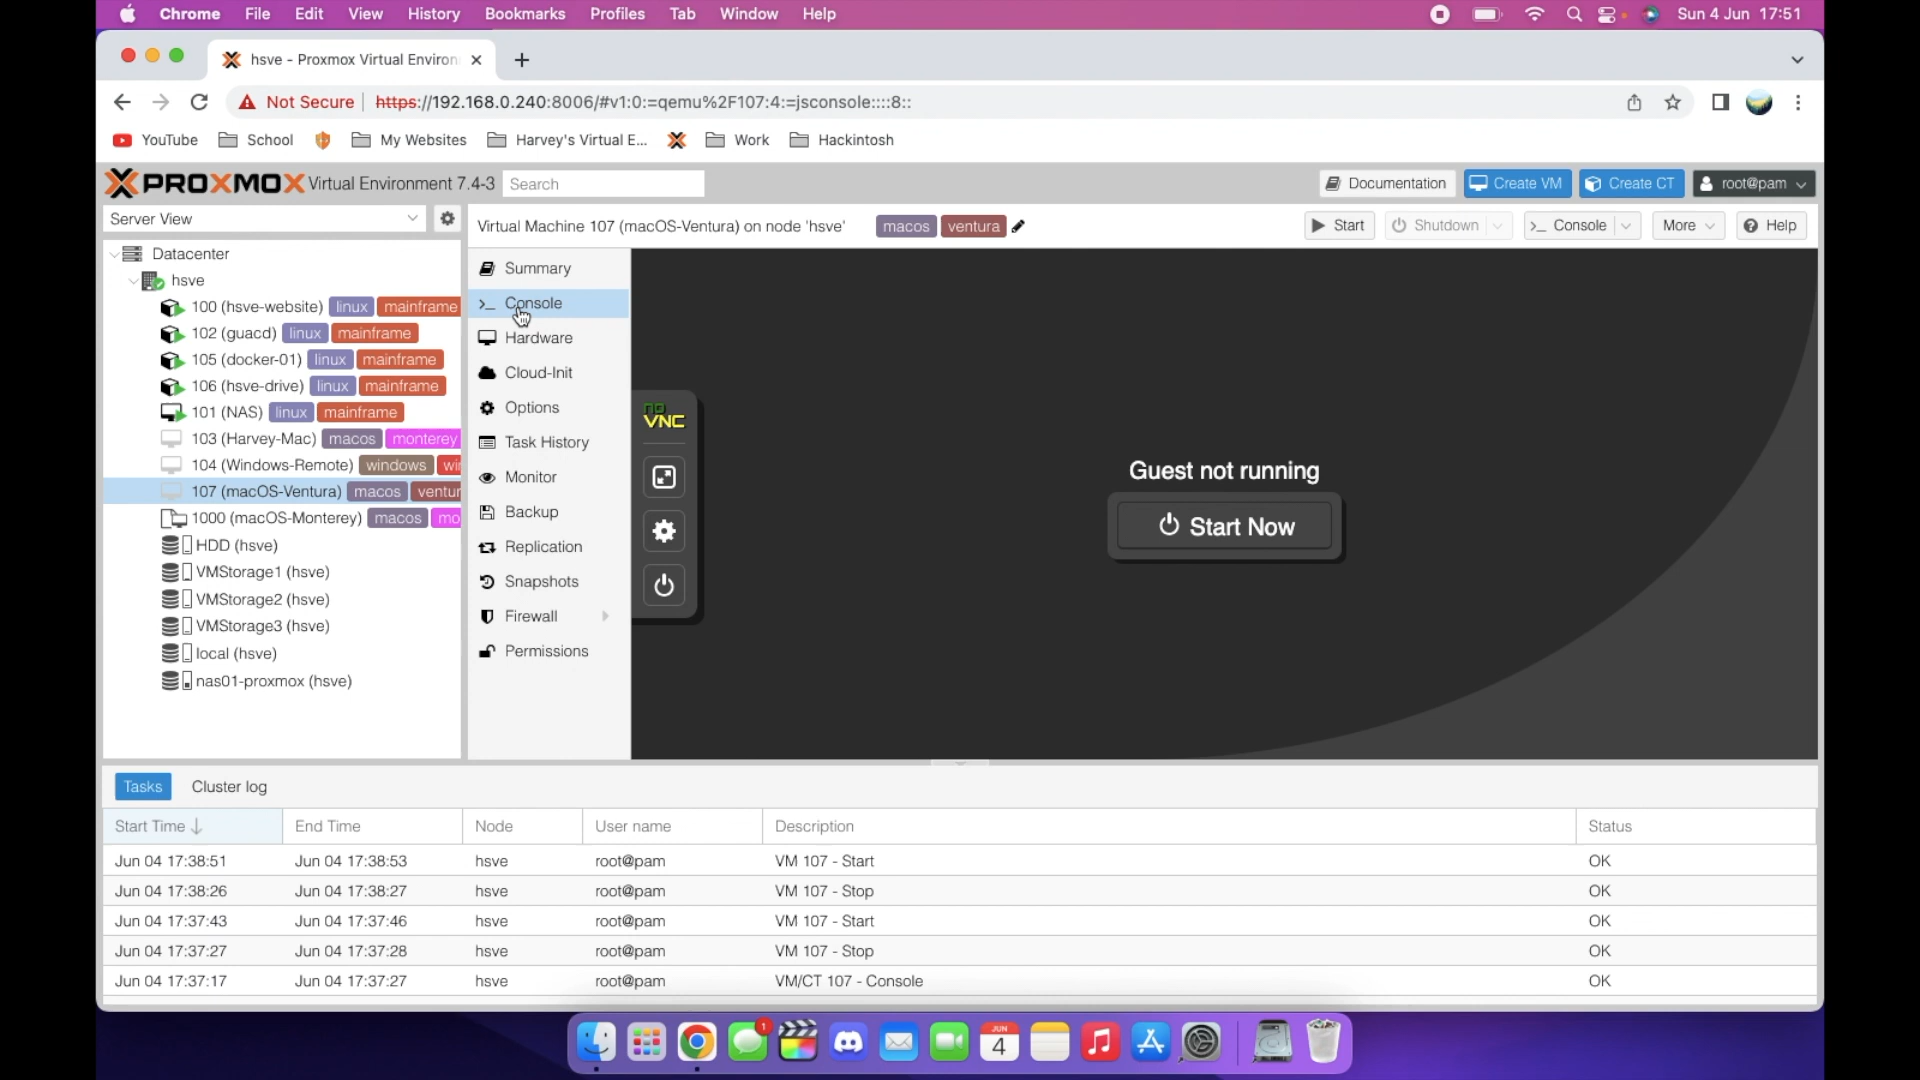 Chrome File Edit View History Bookmarks Profiles Tab Window Help Sun 4 Jun 17:51
hsve - Proxmox Virtual Environ
Not Secure https://192.168.0.240:8006/#v1:0:=qemu%2F107:4:=jsconsole::::8::
YouTube School My Websites Harvey's Virtual E... Work Hackintosh
PROXMOX Virtual Environment 7.4-3 Search Documentation Create VM Create CT root@pam
Server View
Virtual Machine 107 (macOS-Ventura) on node 'hsve' macos ventura Start Shutdown >_ Console More Help
Datacenter
hsve
100 (hsve-website) linux mainframe
102 (guacd) linux mainframe
105 (docker-01) linux mainframe
106 (hsve-drive) linux mainframe
101 (NAS) linux mainframe
103 (Harvey-Mac) macos monterey
104 (Windows-Remote) windows wi
107 (macOS-Ventura) macos ventur
1000 (macOS-Monterey) macos mo
HDD (hsve)
VMStorage1 (hsve)
VMStorage2 (hsve)
VMStorage3 (hsve)
local (hsve)
nas01-proxmox (hsve)
Summary
>_ Console
Hardware
Cloud-Init
Options
Task History
Monitor
Backup
Replication
Snapshots
Firewall
Permissions
no
VNC
Guest not running
Start Now
Tasks Cluster log
Start Time End Time Node User name Description Status
Jun 04 17:38:51 Jun 04 17:38:53 hsve root@pam VM 107 - Start OK
Jun 04 17:38:26 Jun 04 17:38:27 hsve root@pam VM 107 - Stop OK
Jun 04 17:37:43 Jun 04 17:37:46 hsve root@pam VM 107 - Start OK
Jun 04 17:37:27 Jun 04 17:37:28 hsve root@pam VM 107 - Stop OK
Jun 04 17:37:17 Jun 04 17:37:27 hsve root@pam VM/CT 107 - Console OK
1
JUN
4